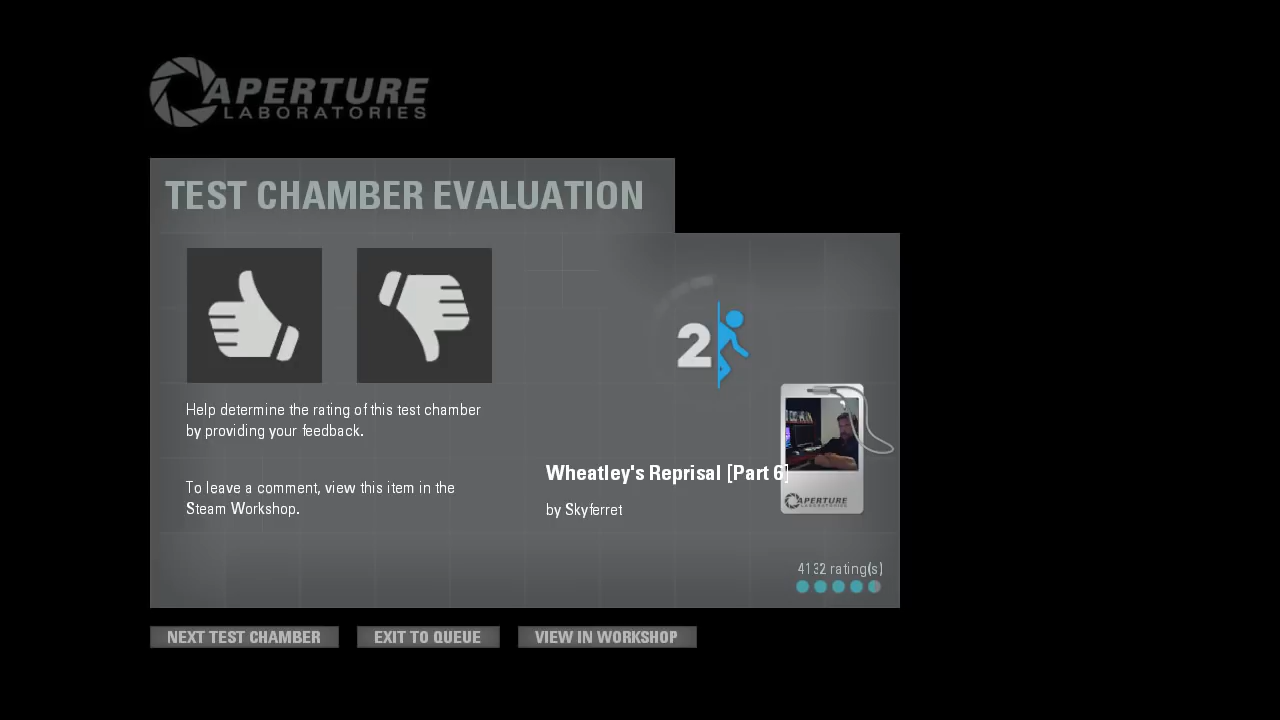 APERTURE
LABORATORIES
TEST CHAMBER EVALUATION
2
Help determine the rating of this test chamber
by providing your feedback.
To leave a comment, view this item in the
Steam Workshop.
Wheatley's Reprisal [Part 6]
by Skyferret
APERTURE
LABORATORIES
4132 rating(s)
NEXT TEST CHAMBER
EXIT TO QUEUE
VIEW IN WORKSHOP